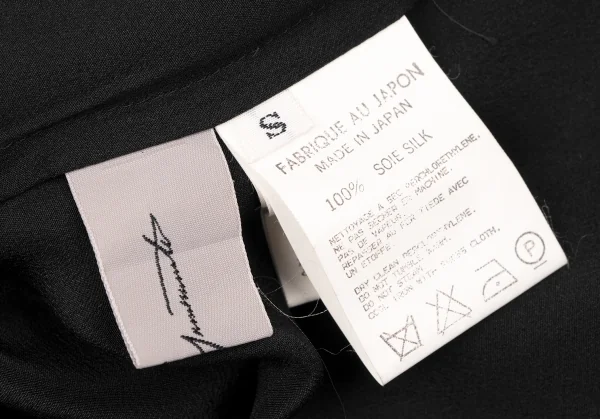 S
FABRIQUE AU JAPON
MADE IN JAPAN
100% SOIE SILK
NETTOYAGE A SEC PERCHLORETHYLENE.
NE PAS SECHER EN MACHINE.
PAS DE VAPEUR.
REPASSER AU FER TIEDE AVEC
UN ETOFFE.
DRY CLEAN PERCHLORETHYLENE.
DO NOT TUMBLE DRY.
DO NOT STEAM.
COOL IRON WITH PRESS CLOTH.
P